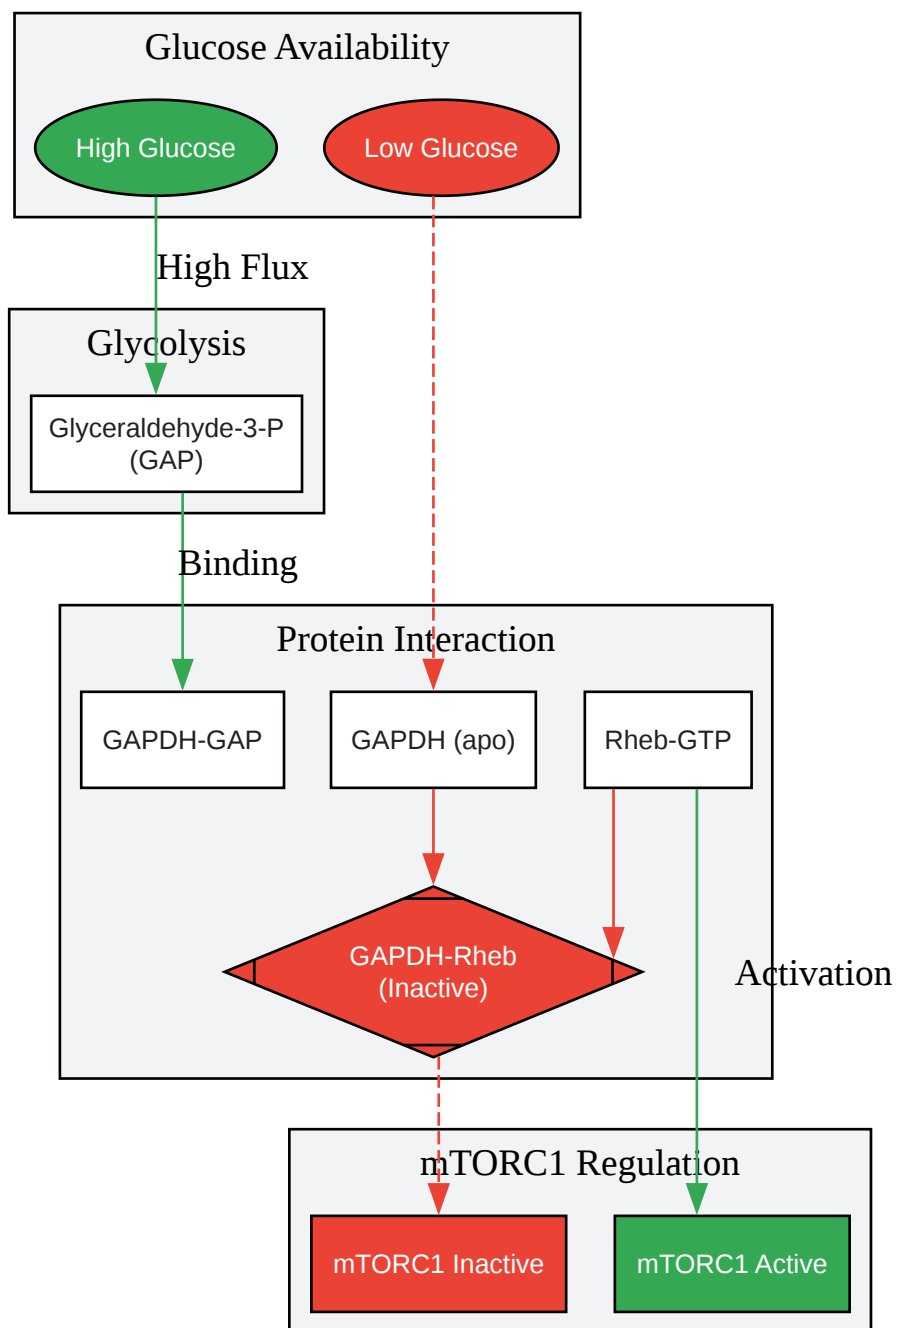 Glucose Availability
High Glucose
Low Glucose
High Flux
Glycolysis
Glyceraldehyde-3-P
(GAP)
Binding
Protein Interaction
GAPDH-GAP
GAPDH (apo)
Rheb-GTP
GAPDH-Rheb
(Inactive)
Activation
mTORC1 Regulation
mTORC1 Inactive
mTORC1 Active